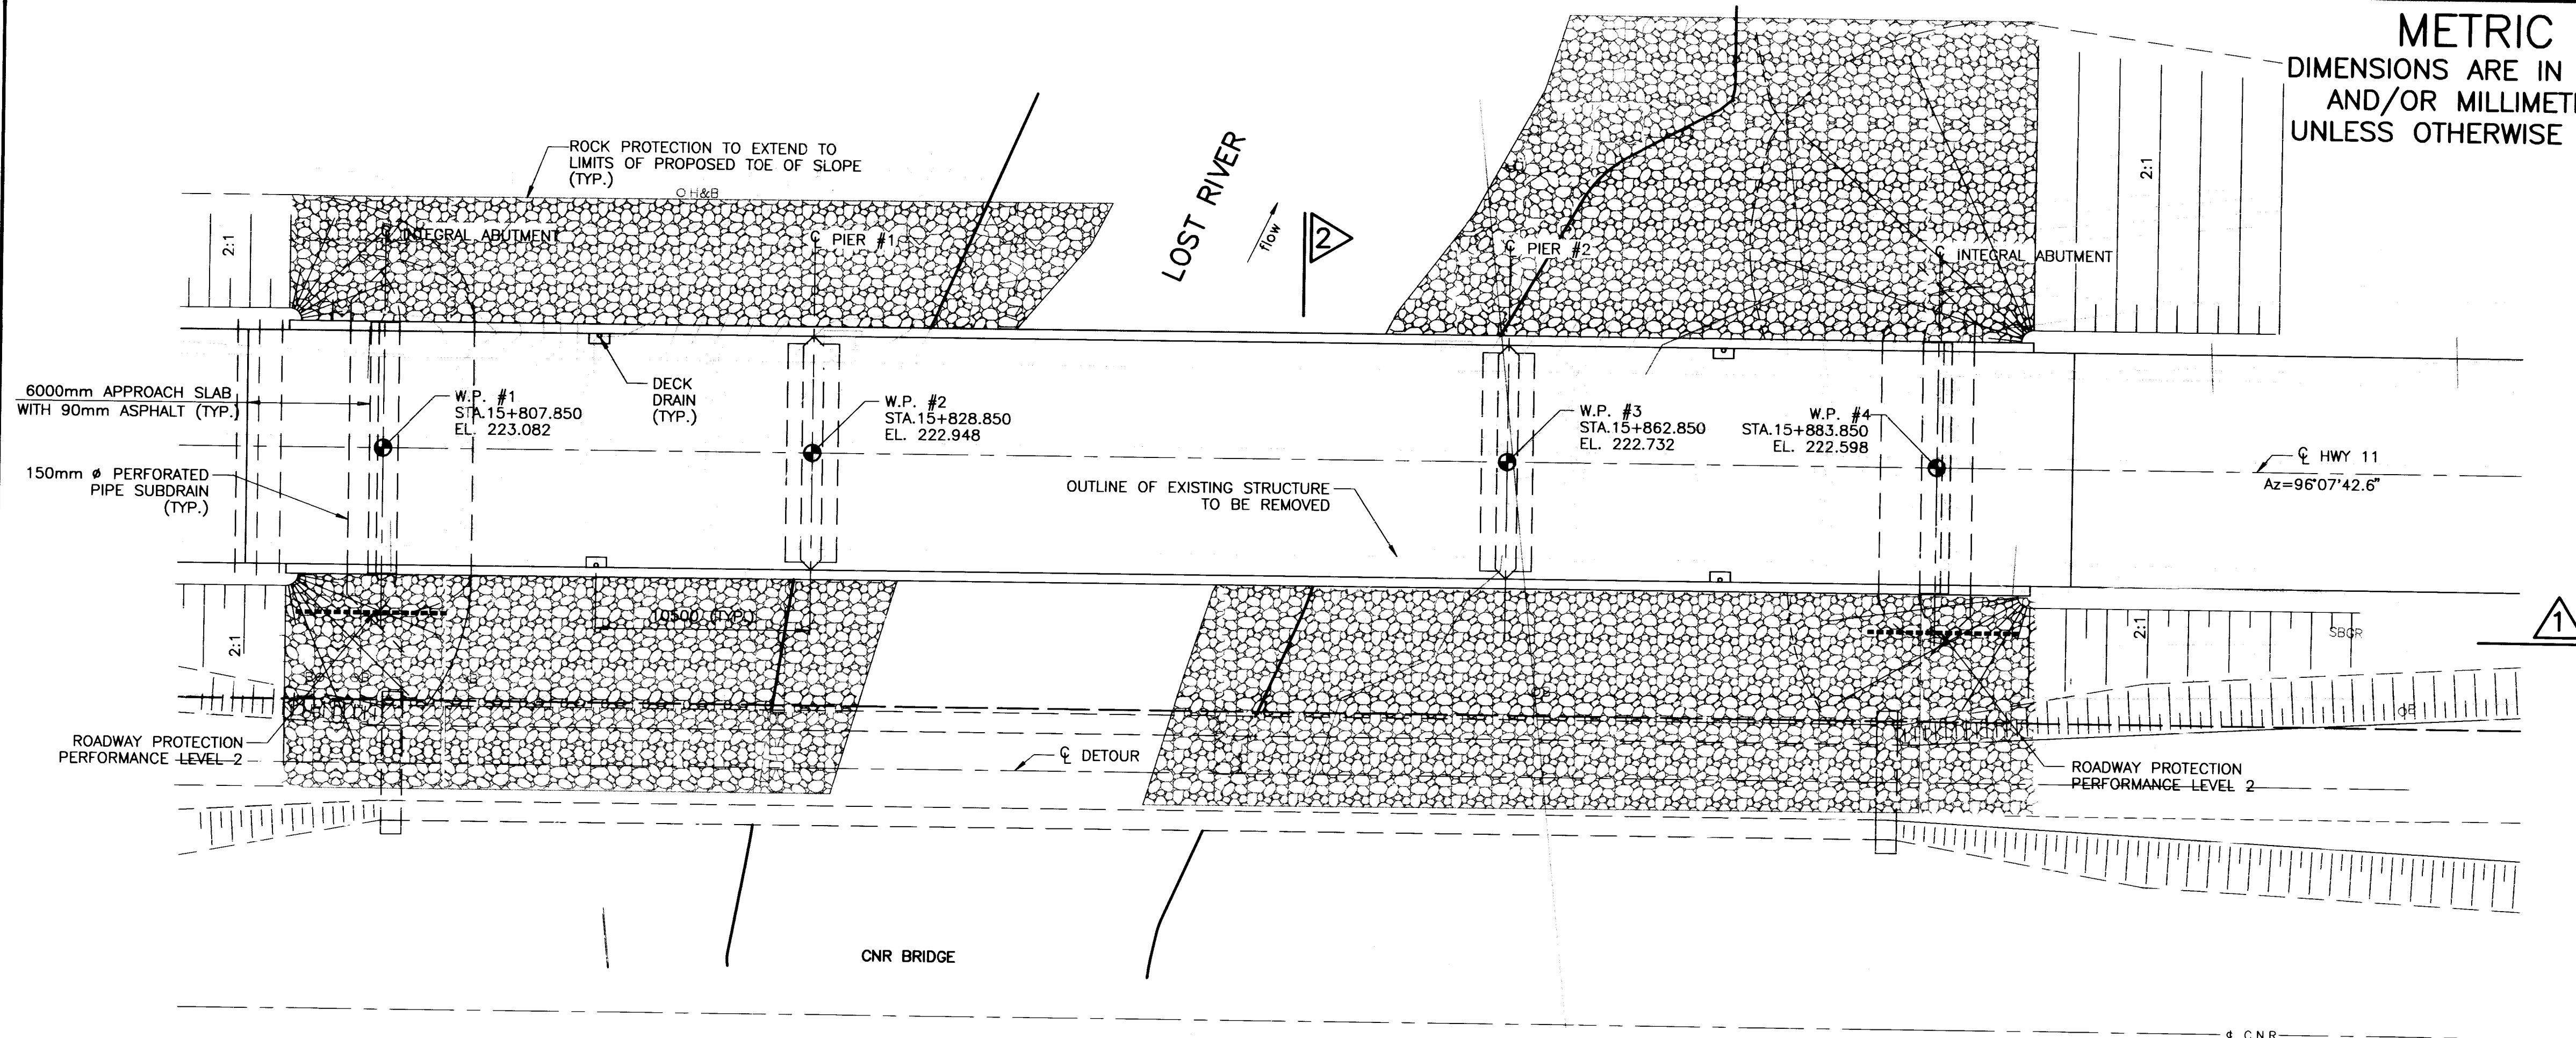 METRIC
DIMENSIONS ARE IN
AND/OR
UNLESS OTHERWISE
ROCK PROTECTION TO EXTEND TO
LIMITS OF PROPOSED TOE OF SLOPE
(TYP.)
O H&B
2:1
2:1
℄ INTEGRAL ABUTMENT
℄ PIER #1
LOST RIVER
flow
2
℄ PIER #2
℄ INTEGRAL ABUTMENT
6000mm APPROACH SLAB
WITH 90mm ASPHALT (TYP.)
DECK
DRAIN
(TYP.)
W.P. #1
STA.15+807.850
EL. 223.082
W.P. #2
STA.15+828.850
EL. 222.948
W.P. #3
STA.15+862.850
EL. 222.732
W.P. #4
STA.15+883.850
EL. 222.598
℄ HWY 11
Az=96°07'42.6"
150mm ø PERFORATED
PIPE SUBDRAIN
(TYP.)
OUTLINE OF EXISTING STRUCTURE
TO BE REMOVED
10500 (TYP.)
2:1
2:1
SBGR
1
ROADWAY PROTECTION
PERFORMANCE LEVEL 2
℄ DETOUR
ROADWAY PROTECTION
PERFORMANCE LEVEL 2
CNR BRIDGE
℄ C N R